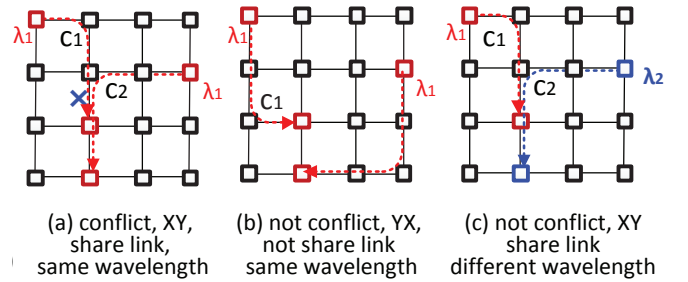 λ1
C1
C2
λ1
(a) conflict, XY,
share link,
same wavelength
λ1
C1
λ1
(b) not conflict, YX,
not share link
same wavelength
λ1
C1
C2
λ2
(c) not conflict, XY
share link
different wavelength